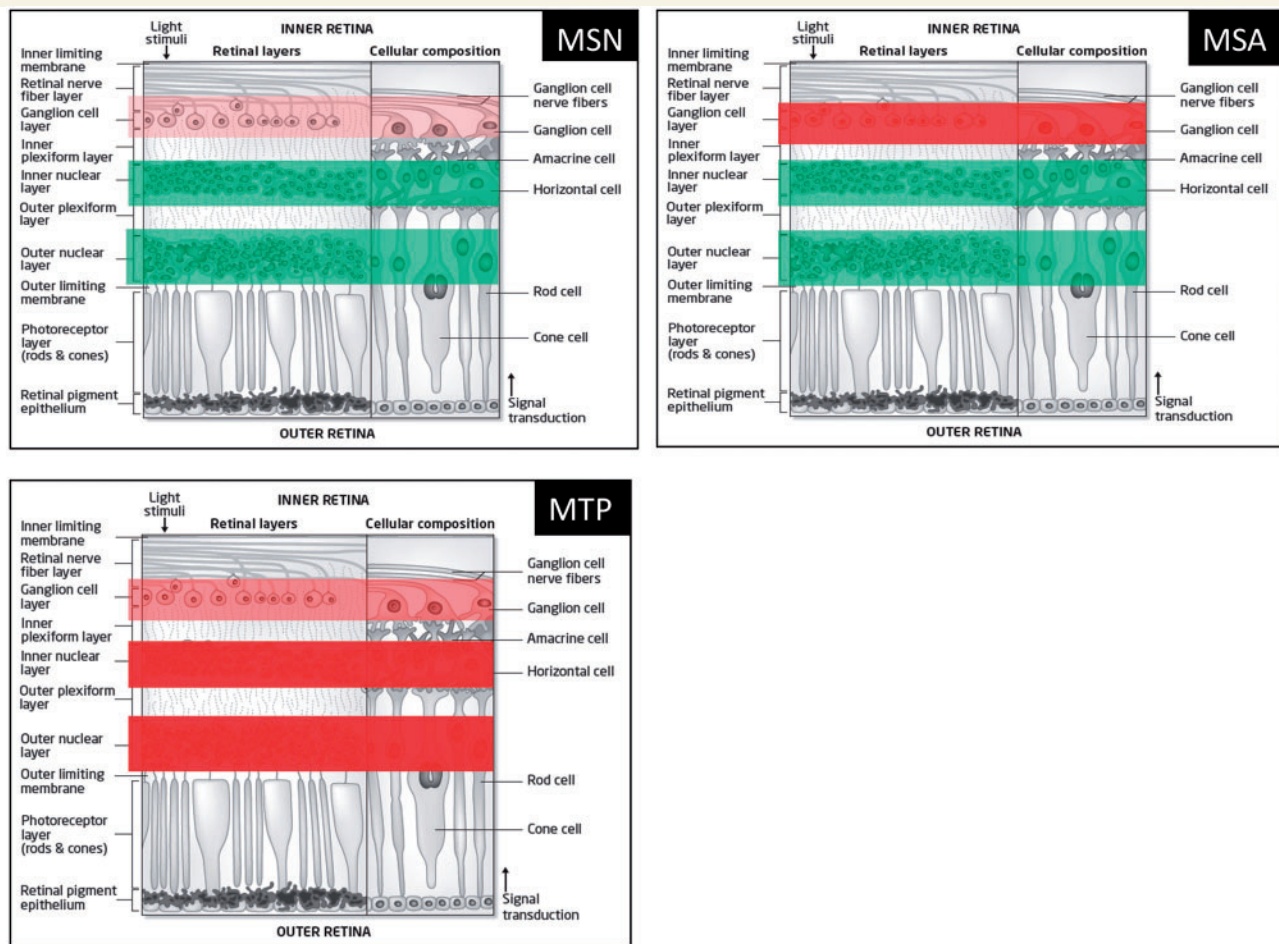 Light
stimuli
INNER RETINA
MSN
Retinal layers
Cellular composition
Inner limiting
membrane
Retinal nerve
fiber layer
Ganglion cell
layer
Inner
plexiform layer
Inner nuclear
layer
Outer plexiform
layer
Outer nuclear
layer
Outer limiting
membrane
Photoreceptor
layer
(rods & cones)
Retinal pigment
epithelium
Ganglion cell
nerve fibers
Ganglion cell
Amacrine cell
Horizontal cell
Rod cell
Cone cell
Signal
transduction
OUTER RETINA
Light
stimuli
INNER RETINA
MSA
Retinal layers
Cellular composition
Inner limiting
membrane
Retinal nerve
fiber layer
Ganglion cell
layer
Inner
plexiform layer
Inner nuclear
layer
Outer plexiform
layer
Outer nuclear
layer
Outer limiting
membrane
Photoreceptor
layer
(rods & cones)
Retinal pigment
epithelium
Ganglion cell
nerve fibers
Ganglion cell
Amacrine cell
Horizontal cell
Rod cell
Cone cell
Signal
transduction
OUTER RETINA
Light
stimuli
INNER RETINA
MTP
Retinal layers
Cellular composition
Inner limiting
membrane
Retinal nerve
fiber layer
Ganglion cell
layer
Inner
plexiform layer
Inner nuclear
layer
Outer plexiform
layer
Outer nuclear
layer
Outer limiting
membrane
Photoreceptor
layer
(rods & cones)
Retinal pigment
epithelium
Ganglion cell
nerve fibers
Ganglion cell
Amacrine cell
Horizontal cell
Rod cell
Cone cell
Signal
transduction
OUTER RETINA